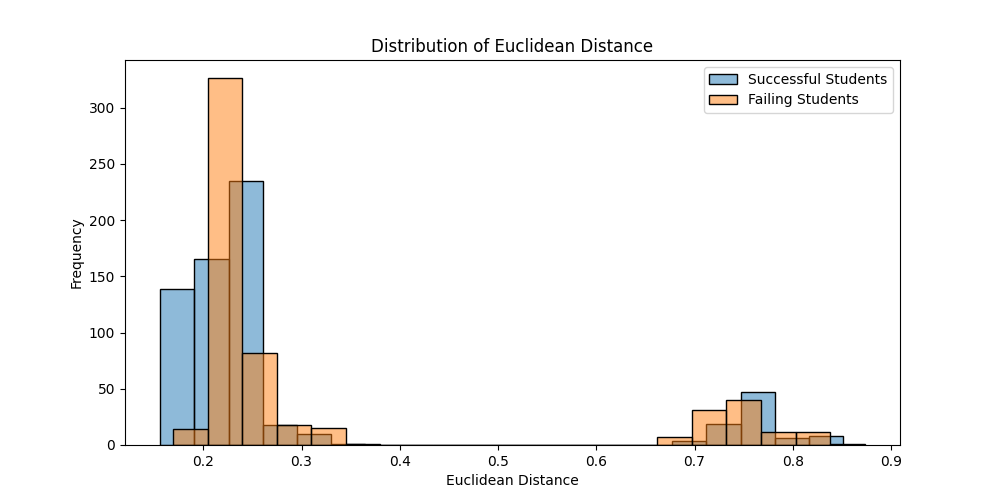 Distribution of Euclidean Distance
Successful Students
Failing Students
Frequency
300
250
200
150
100
50
0
0.2 0.3 0.4 0.5 0.6 0.7 0.8 0.9
Euclidean Distance